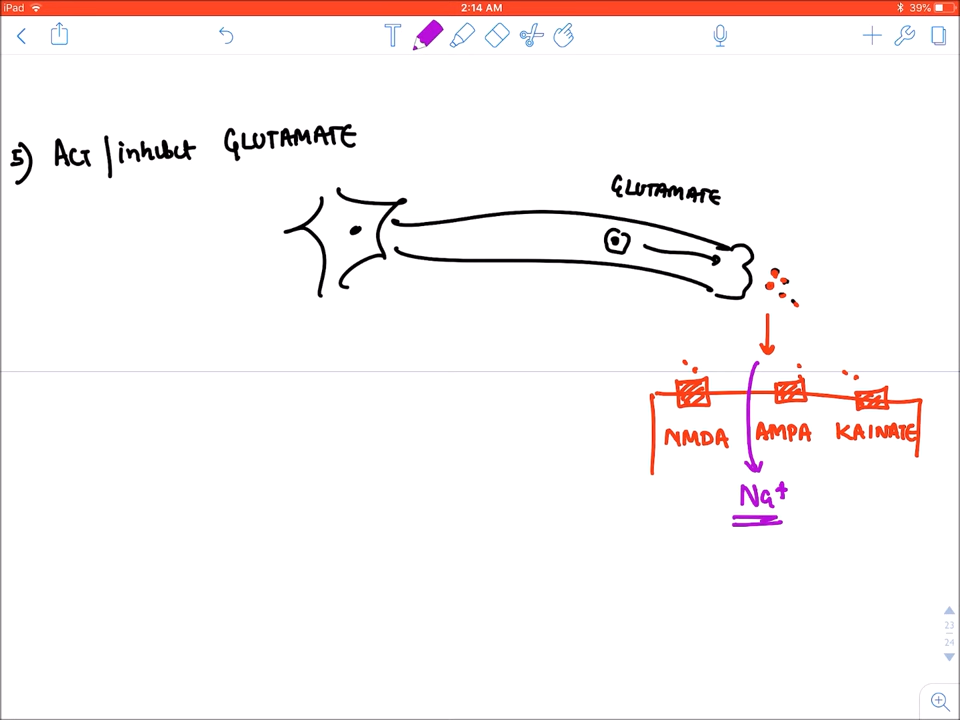 iPad 2:14 AM 39%
T
5) Act / inhibit GLUTAMATE
GLUTAMATE
NMDA AMPA KAINATE
Na+
23
24